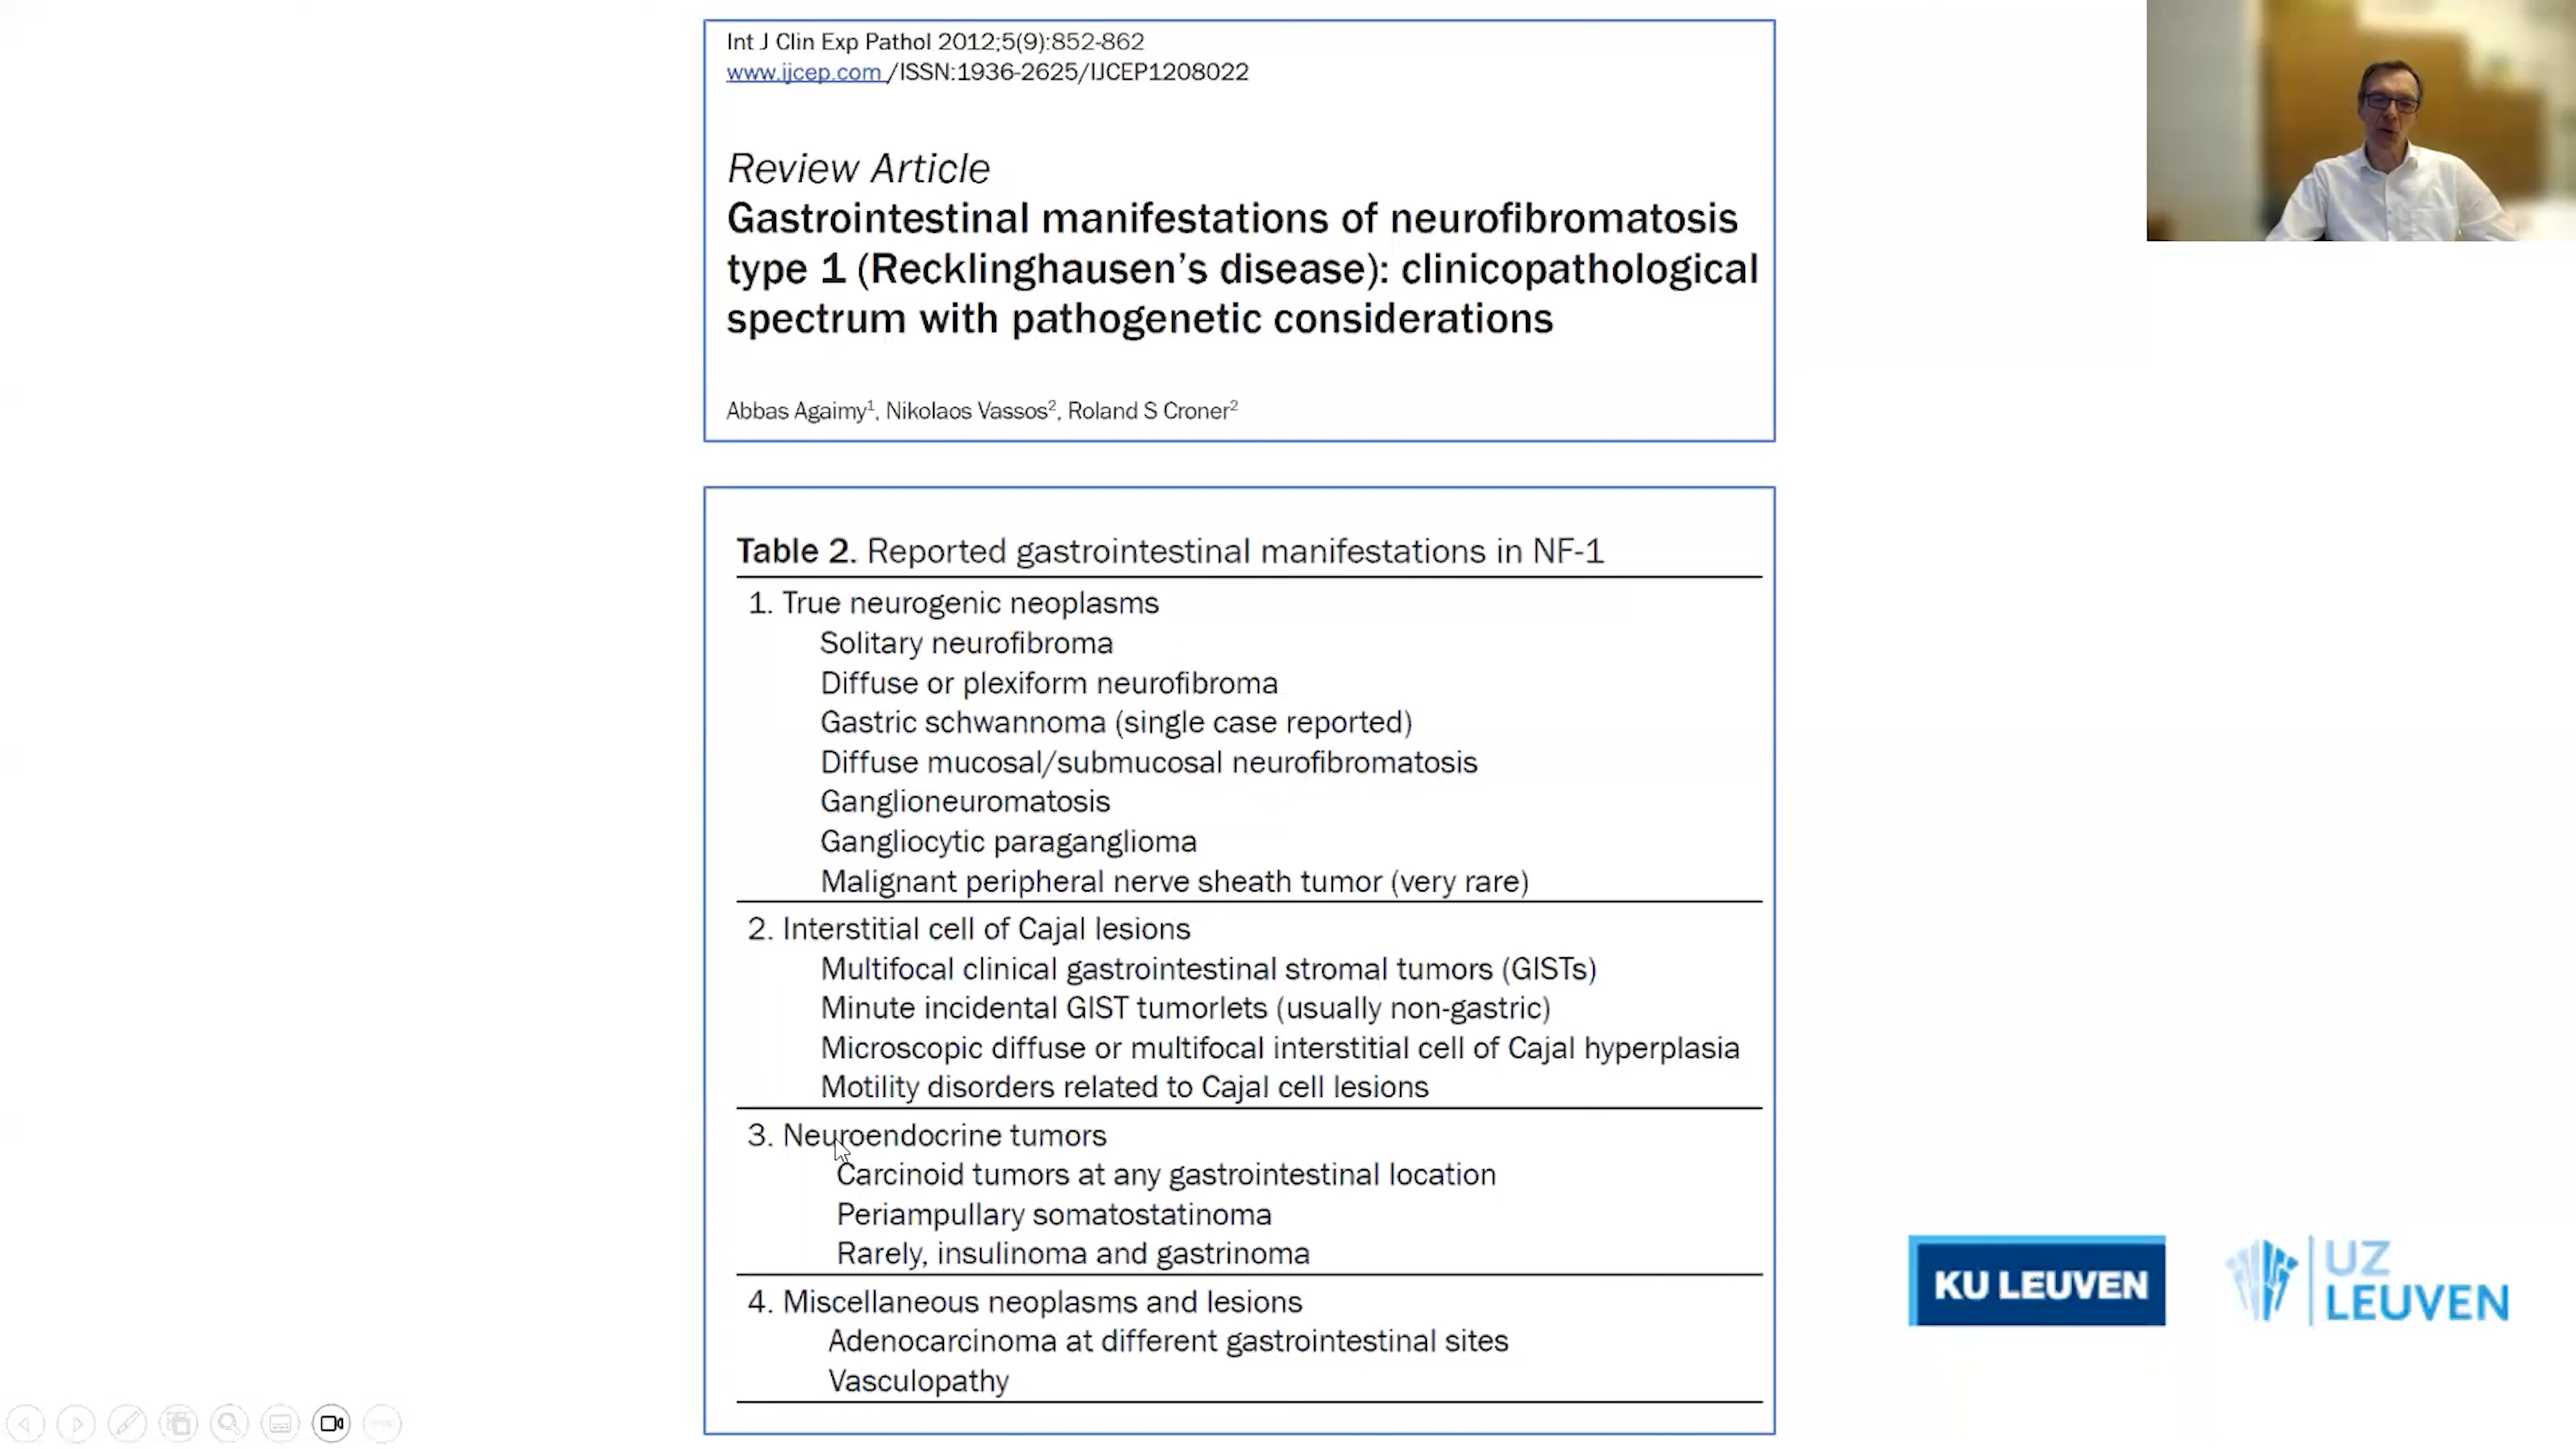 Int J Clin Exp Pathol 2012;5(9):852-862
www.ijcep.com /ISSN:1936-2625/IJCEP1208022
Review Article
Gastrointestinal manifestations of neurofibromatosis
type 1 (Recklinghausen’s disease): clinicopathological
spectrum with pathogenetic considerations
Abbas Agaimy1, Nikolaos Vassos2, Roland S Croner2
Table 2. Reported gastrointestinal manifestations in NF-1
1. True neurogenic neoplasms
Solitary neurofibroma
Diffuse or plexiform neurofibroma
Gastric schwannoma (single case reported)
Diffuse mucosal/submucosal neurofibromatosis
Ganglioneuromatosis
Gangliocytic paraganglioma
Malignant peripheral nerve sheath tumor (very rare)
2. Interstitial cell of Cajal lesions
Multifocal clinical gastrointestinal stromal tumors (GISTs)
Minute incidental GIST tumorlets (usually non-gastric)
Microscopic diffuse or multifocal interstitial cell of Cajal hyperplasia
Motility disorders related to Cajal cell lesions
3. Neuroendocrine tumors
Carcinoid tumors at any gastrointestinal location
Periampullary somatostatinoma
Rarely, insulinoma and gastrinoma
4. Miscellaneous neoplasms and lesions
Adenocarcinoma at different gastrointestinal sites
Vasculopathy
KU LEUVEN
UZ
LEUVEN